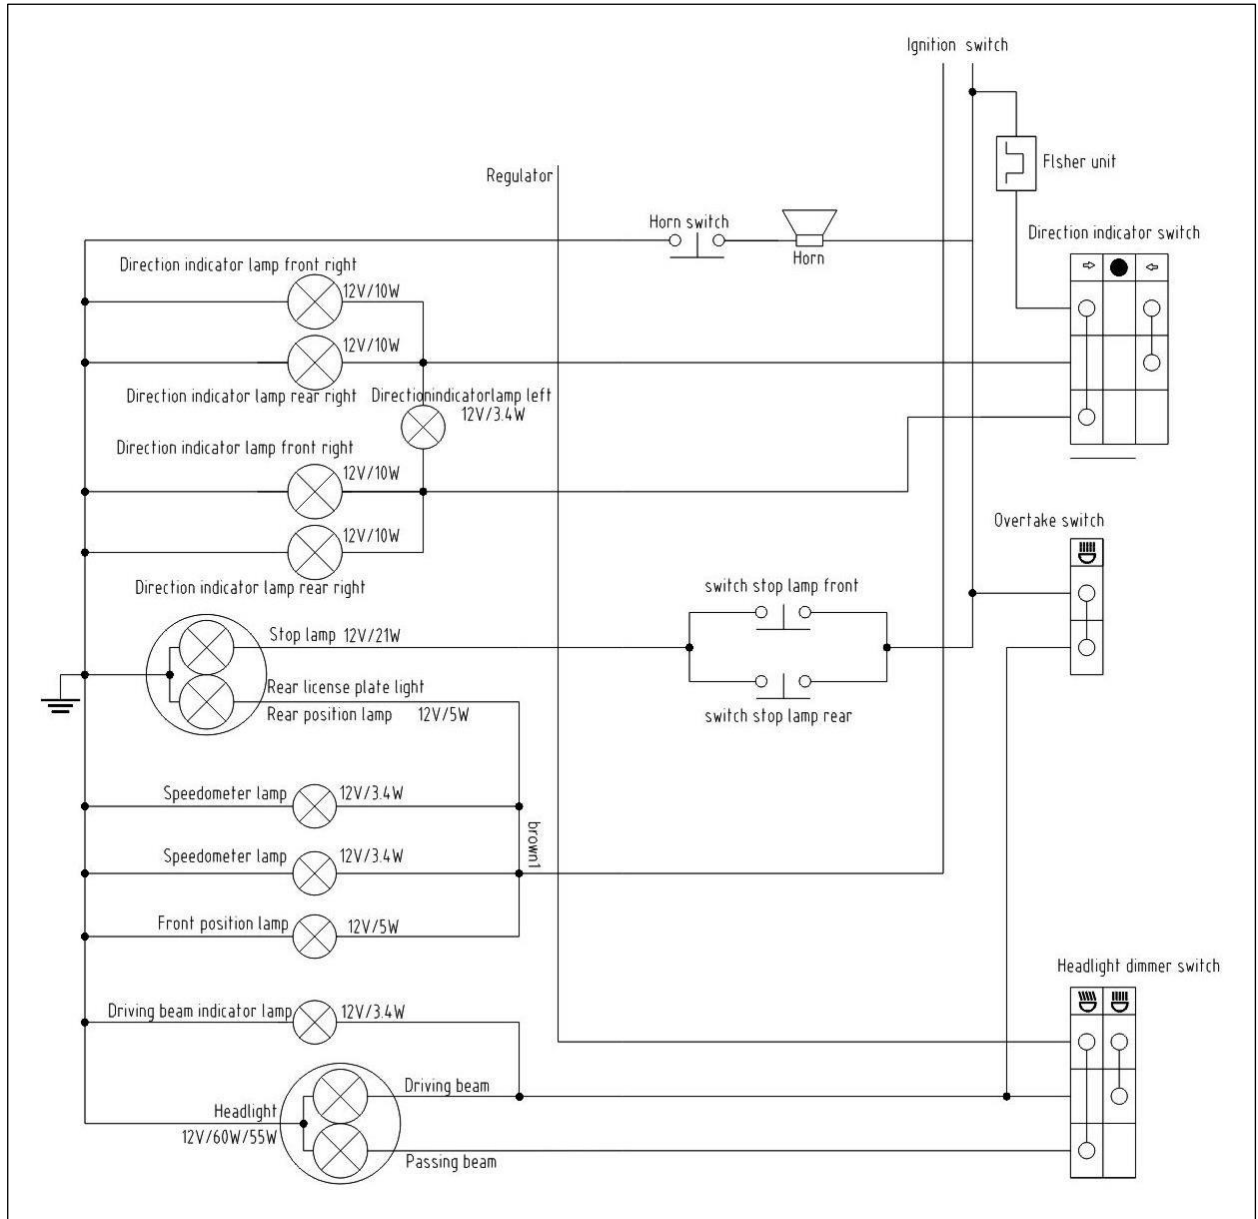 Ignition switch
Flsher unit
Regulator
Horn switch
Horn
Direction indicator switch
Direction indicator lamp front right
12V/10W
12V/10W
Direction indicator lamp rear right
Directionindicatorlamp left
12V/3.4W
Direction indicator lamp front right
12V/10W
12V/10W
Direction indicator lamp rear right
Overtake switch
switch stop lamp front
Stop lamp 12V/21W
Rear license plate light
Rear position lamp 12V/5W
switch stop lamp rear
Speedometer lamp 12V/3.4W
brown1
Speedometer lamp 12V/3.4W
Front position lamp 12V/5W
Headlight dimmer switch
Driving beam indicator lamp 12V/3.4W
Driving beam
Headlight
12V/60W/55W
Passing beam